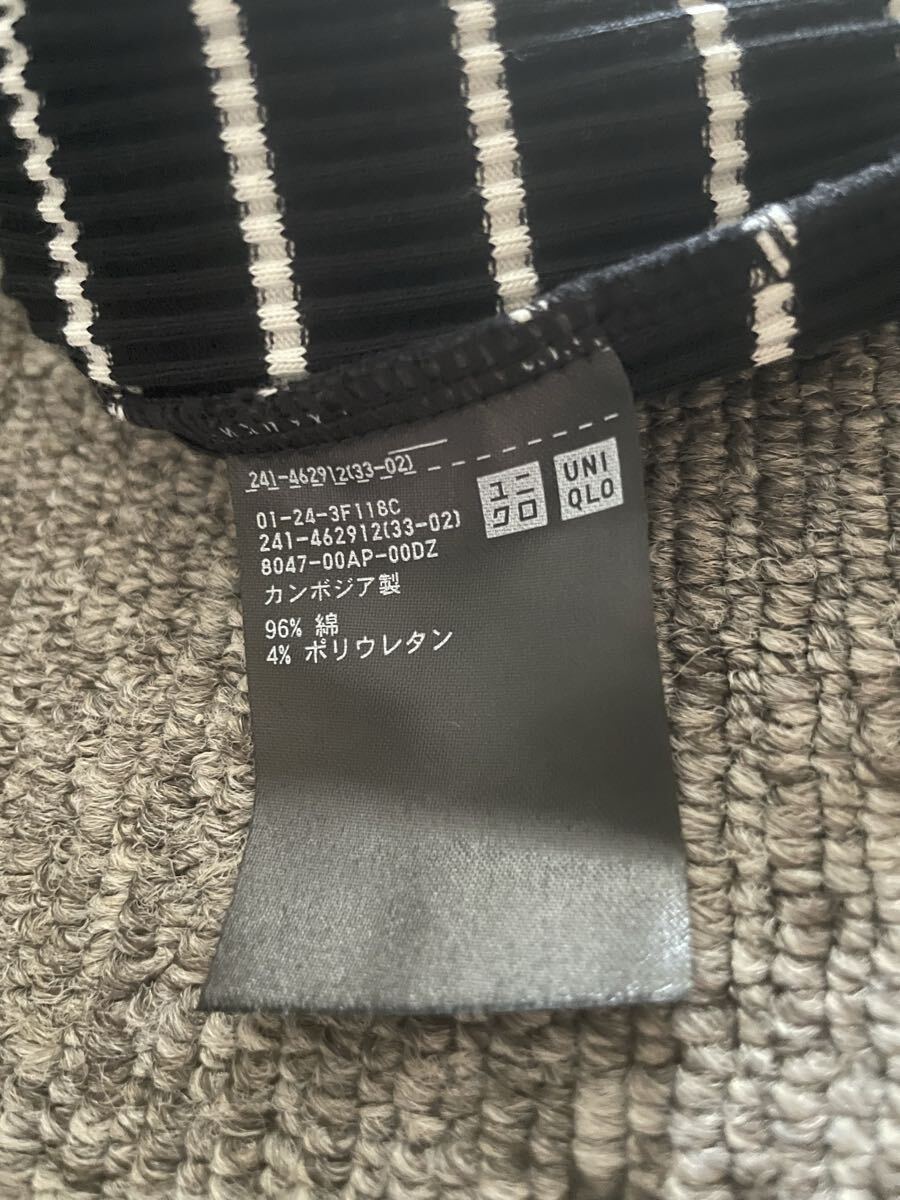 241-462912(33-02)
ユニ
クロ
UNI
QLO
01-24-3F118C
241-462912(33-02)
8047-00AP-00DZ
カンボジア製
96% 綿
4% ポリウレタン